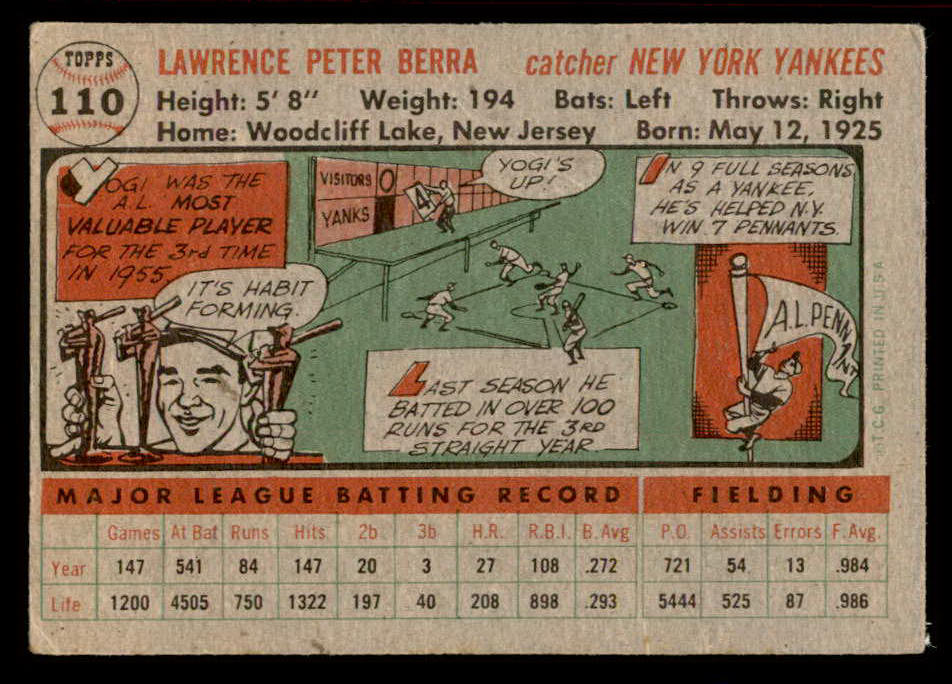 TOPPS
110
LAWRENCE PETER BERRA catcher NEW YORK YANKEES
Height: 5' 8" Weight: 194 Bats: Left Throws: Right
Home: Woodcliff Lake, New Jersey Born: May 12, 1925
YOGI WAS THE
A.L. MOST
VALUABLE PLAYER
FOR THE 3rd TIME
IN 1955
IT'S HABIT
FORMING.
VISITORS 0
YANKS 4
YOGI'S
UP!
LAST SEASON HE
BATTED IN OVER 100
RUNS FOR THE 3RD
STRAIGHT YEAR
IN 9 FULL SEASONS
AS A YANKEE,
HE'S HELPED N.Y.
WIN 7 PENNANTS.
A.L. PENNANT
T.C.G. PRINTED IN U.S.A.
MAJOR LEAGUE BATTING RECORD FIELDING
Games At Bat Runs Hits 2b 3b H.R. R.B.I. B. Avg P.O. Assists Errors F. Avg.
Year 147 541 84 147 20 3 27 108 .272 721 54 13 .984
Life 1200 4505 750 1322 197 40 208 898 .293 5444 525 87 .986